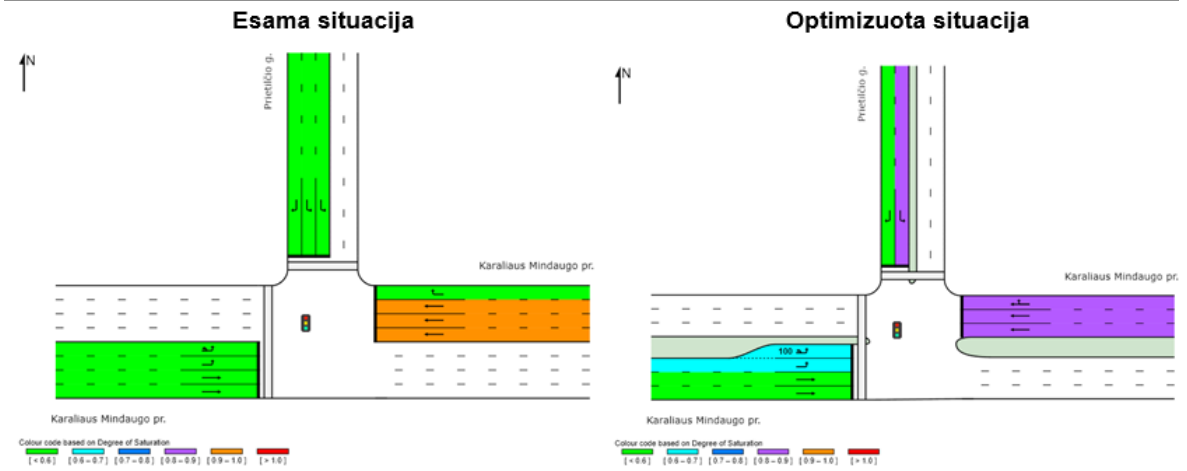 Esama situacija
Optimizuota situacija
N
Prietilčio g.
N
Prietilčio g.
Karaliaus Mindaugo pr.
Karaliaus Mindaugo pr.
100
Karaliaus Mindaugo pr.
Karaliaus Mindaugo pr.
Colour code based on Degree of Saturation
[ < 0.6 ] [ 0.6 – 0.7 ] [ 0.7 – 0.8 ] [ 0.8 – 0.9 ] [ 0.9 – 1.0 ] [ > 1.0 ]
Colour code based on Degree of Saturation
[ < 0.6 ] [ 0.6 – 0.7 ] [ 0.7 – 0.8 ] [ 0.8 – 0.9 ] [ 0.9 – 1.0 ] [ > 1.0 ]